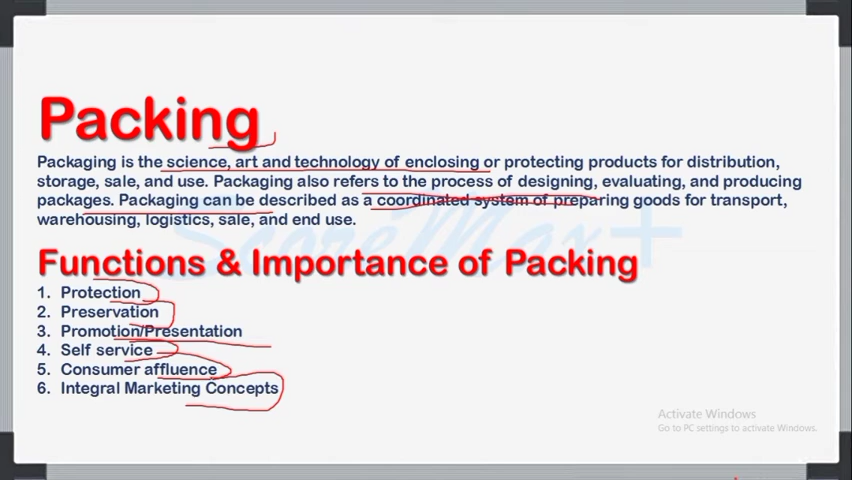 Packing
Packaging is the science, art and technology of enclosing or protecting products for distribution,
storage, sale, and use. Packaging also refers to the process of designing, evaluating, and producing
packages. Packaging can be described as a coordinated system of preparing goods for transport,
warehousing, logistics, sale, and end use.
ScoreMax+
Functions & Importance of Packing
1. Protection
2. Preservation
3. Promotion/Presentation
4. Self service
5. Consumer affluence
6. Integral Marketing Concepts
Activate Windows
Go to PC settings to activate Windows.